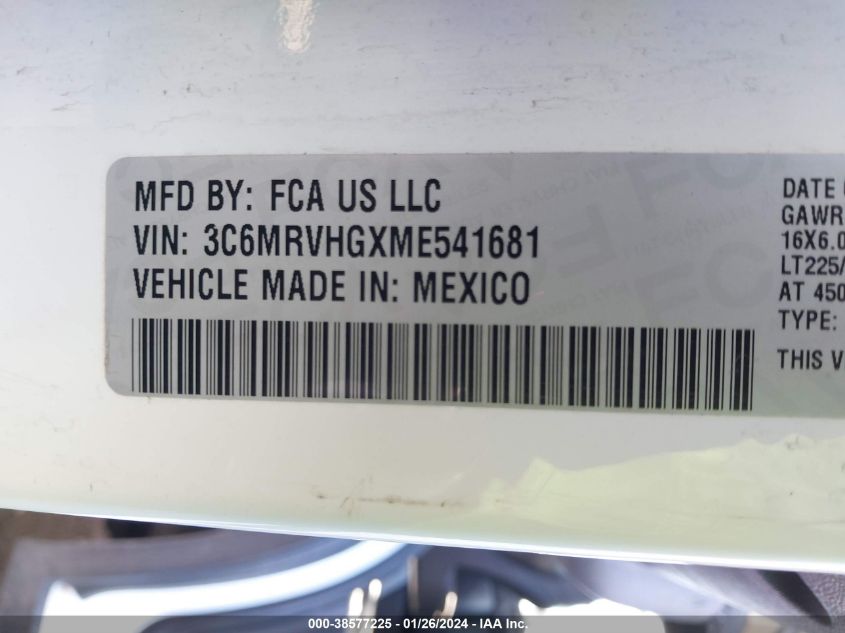 MFD BY: FCA US LLC
VIN: 3C6MRVHGXME541681
VEHICLE MADE IN: MEXICO
DATE
GAWR
16X6.0
LT225/
AT 450
TYPE:
THIS V
000-38577225 - 01/26/2024 - © IAA, Inc.